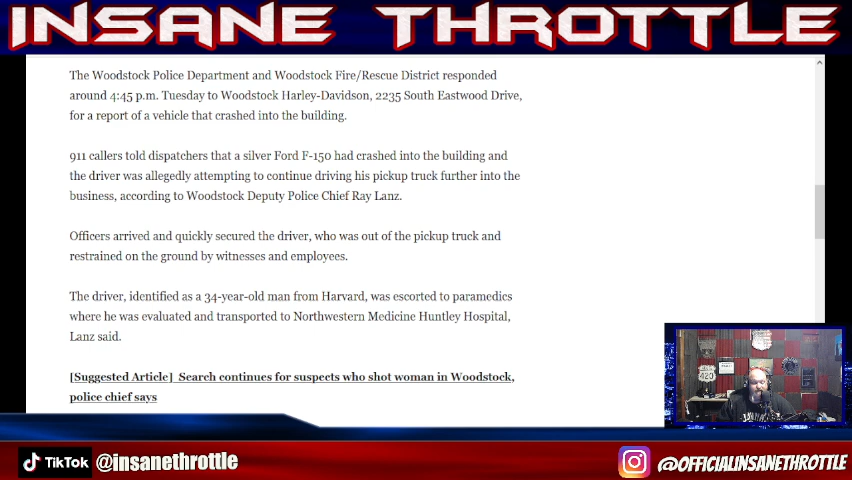 INSANE THROTTLE
The Woodstock Police Department and Woodstock Fire/Rescue District responded
around 4:45 p.m. Tuesday to Woodstock Harley-Davidson, 2235 South Eastwood Drive,
for a report of a vehicle that crashed into the building.
911 callers told dispatchers that a silver Ford F-150 had crashed into the building and
the driver was allegedly attempting to continue driving his pickup truck further into the
business, according to Woodstock Deputy Police Chief Ray Lanz.
Officers arrived and quickly secured the driver, who was out of the pickup truck and
restrained on the ground by witnesses and employees.
The driver, identified as a 34-year-old man from Harvard, was escorted to paramedics
where he was evaluated and transported to Northwestern Medicine Huntley Hospital,
Lanz said.
[Suggested Article] Search continues for suspects who shot woman in Woodstock,
police chief says
420
TikTok @insanethrottle
@OFFICIALINSANETHROTTLE